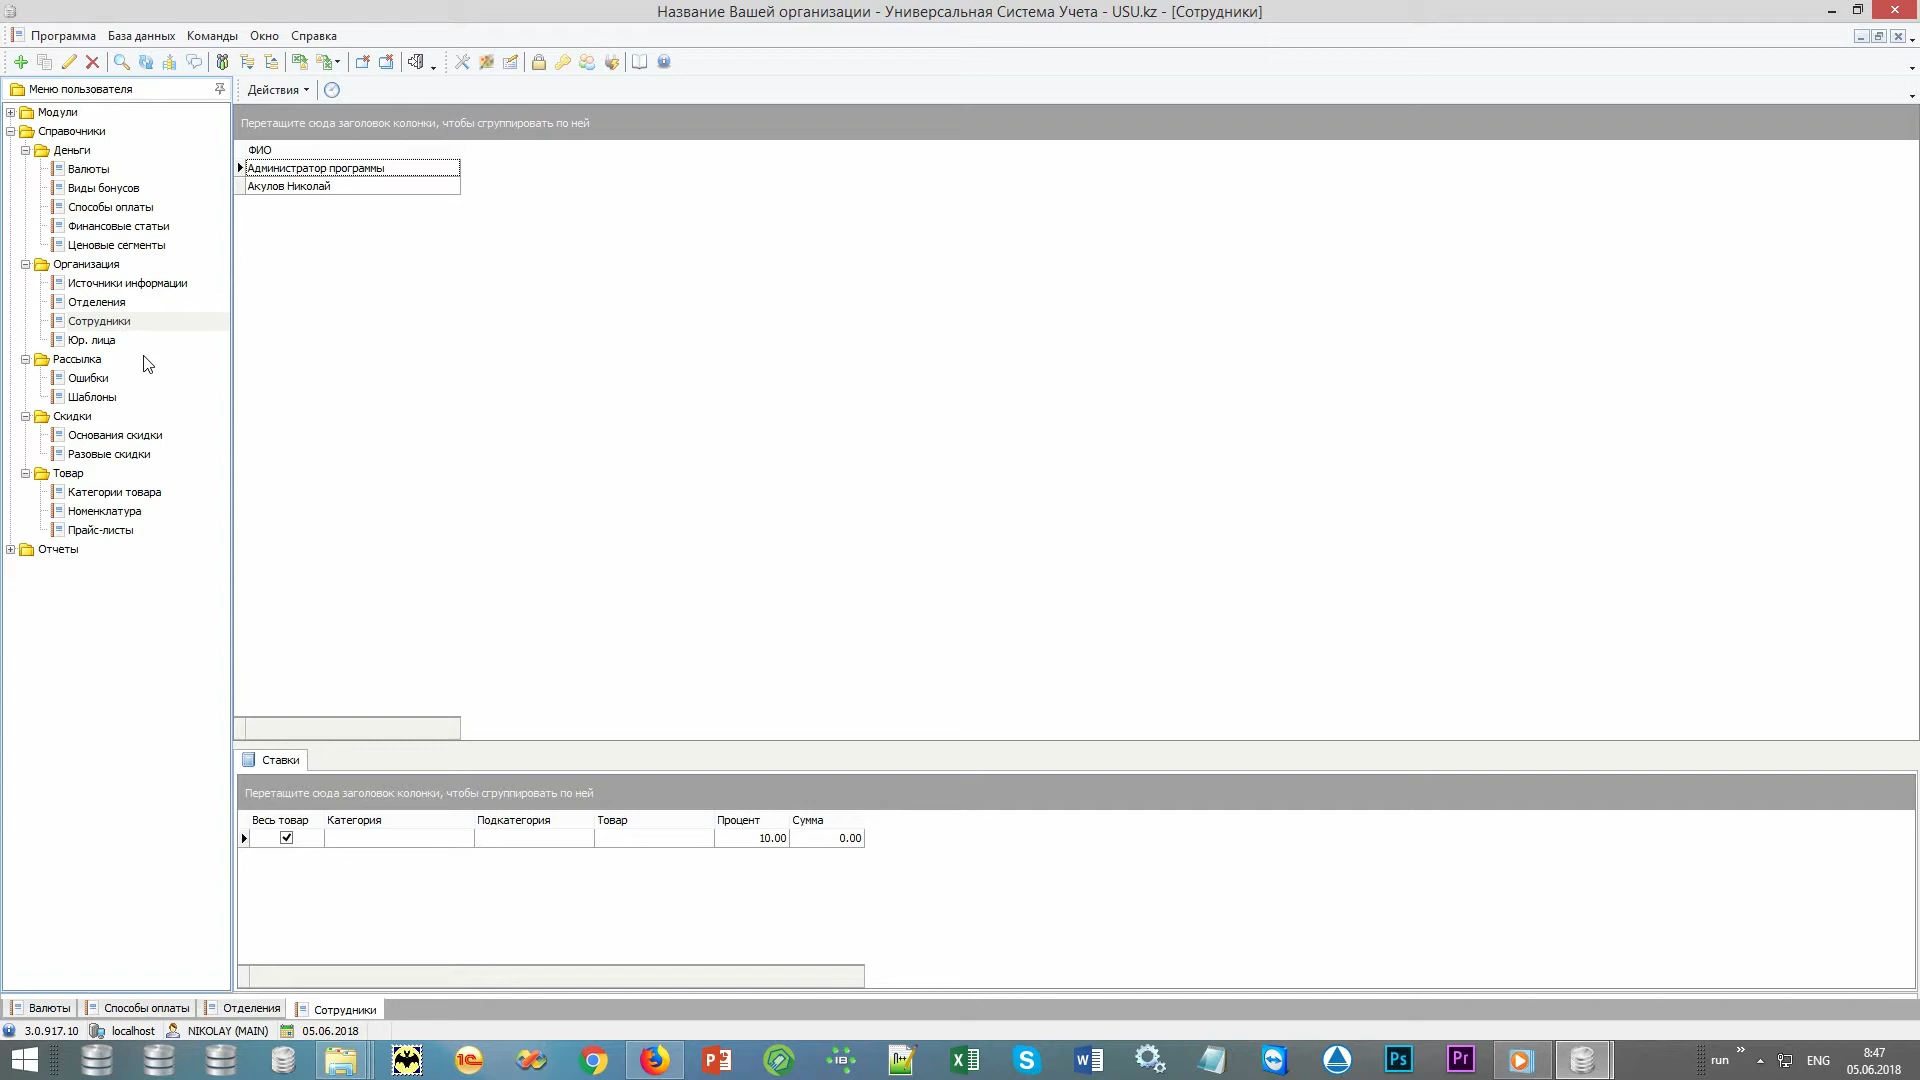 Название Вашей организации - Универсальная Система Учета - USU.kz - [Сотрудники]
Программа База данных Команды Окно Справка
Меню пользователя
Действия
Модули
Справочники
Деньги
Валюты
Виды бонусов
Способы оплаты
Финансовые статьи
Ценовые сегменты
Организация
Источники информации
Отделения
Сотрудники
Юр. лица
Рассылка
Ошибки
Шаблоны
Скидки
Основания скидки
Разовые скидки
Товар
Категории товара
Номенклатура
Прайс-листы
Отчеты
Перетащите сюда заголовок колонки, чтобы сгруппировать по ней
ФИО
Администратор программы
Акулов Николай
Ставки
Перетащите сюда заголовок колонки, чтобы сгруппировать по ней
Весь товар Категория Подкатегория Товар Процент Сумма
10.00 0.00
Валюты Способы оплаты Отделения Сотрудники
3.0.917.10 localhost NIKOLAY (MAIN) 05.06.2018
run ENG 8:47
05.06.2018